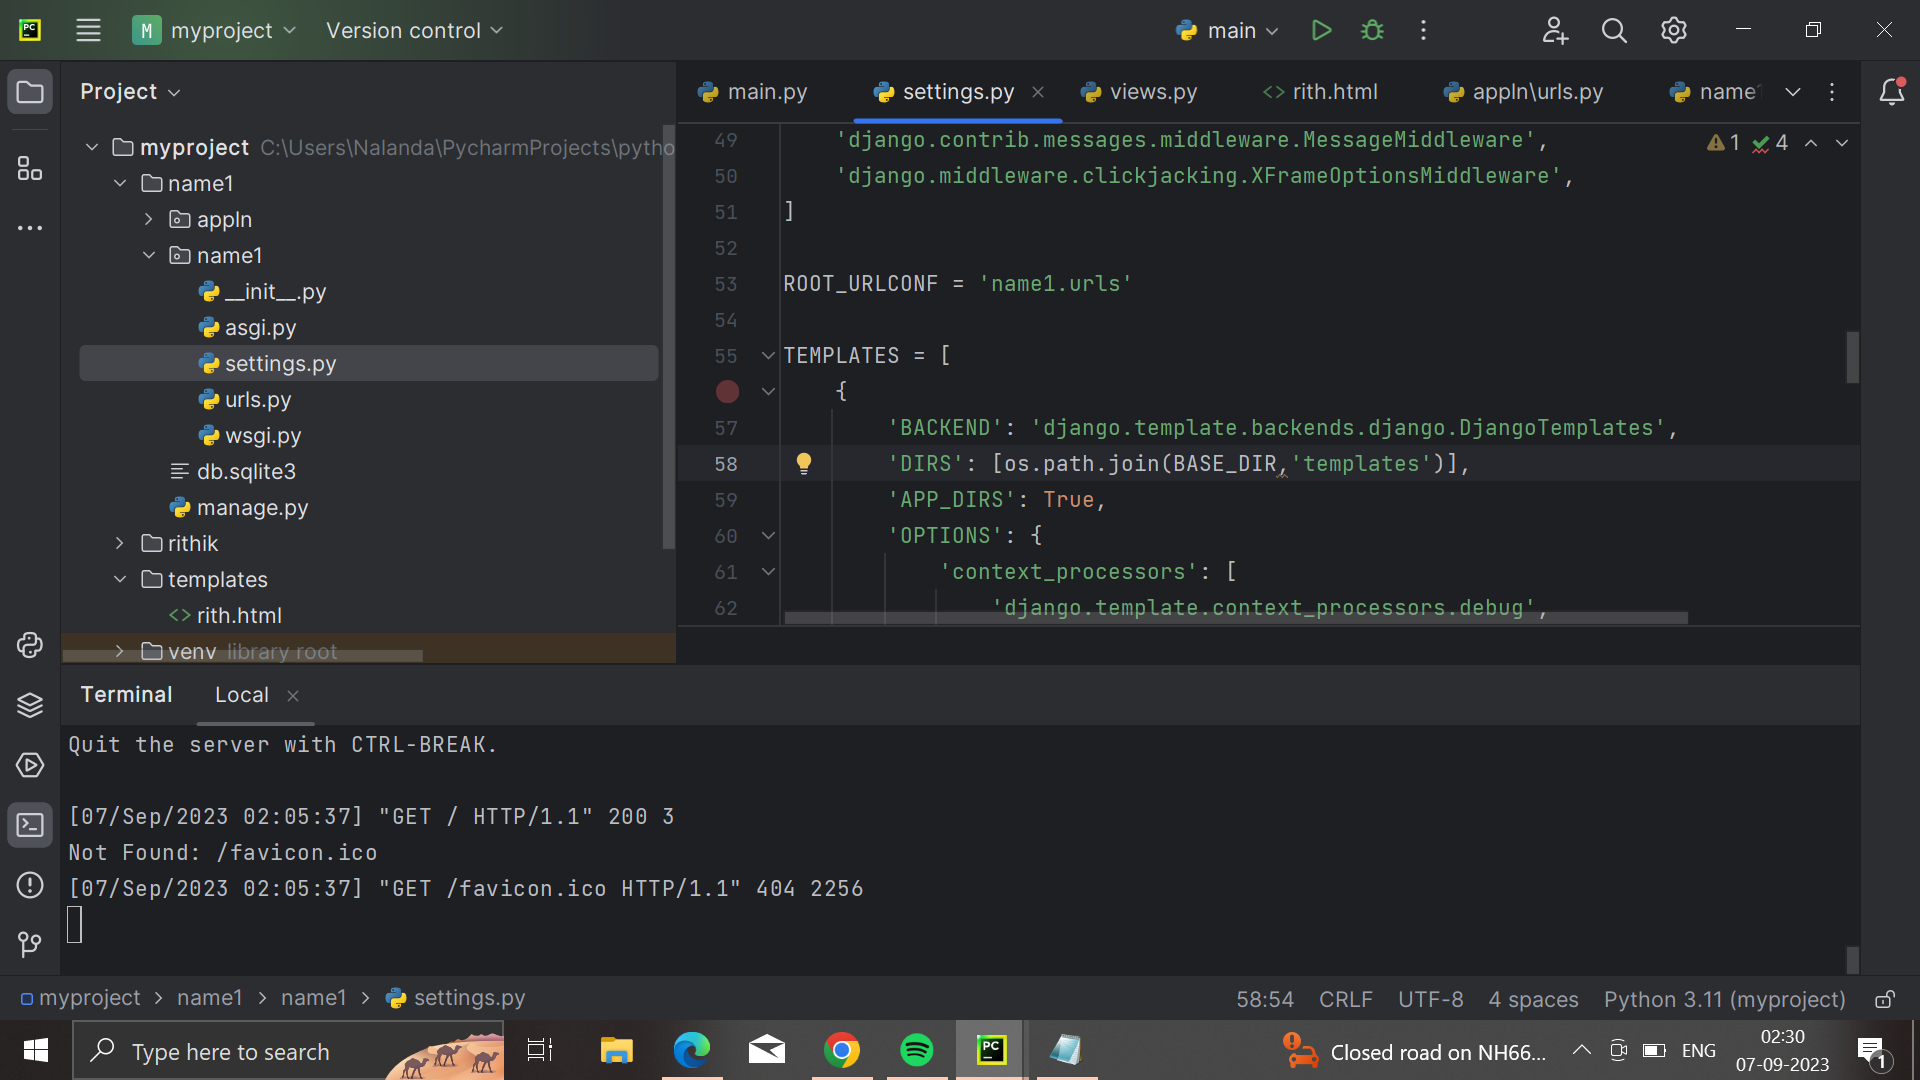 PC
M myproject Version control main
Project
main.py settings.py views.py rith.html appln\urls.py name
myproject C:\Users\Nalanda\PycharmProjects\pytho
name1
appln
name1
__init__.py
asgi.py
settings.py
urls.py
wsgi.py
db.sqlite3
manage.py
rithik
templates
rith.html
venv library root
1 4
49 'django.contrib.messages.middleware.MessageMiddleware',
50 'django.middleware.clickjacking.XFrameOptionsMiddleware',
51 ]
52
53 ROOT_URLCONF = 'name1.urls'
54
55 TEMPLATES = [
{
57 'BACKEND': 'django.template.backends.django.DjangoTemplates',
58 'DIRS': [os.path.join(BASE_DIR,'templates')],
59 'APP_DIRS': True,
60 'OPTIONS': {
61 'context_processors': [
62 'django.template.context_processors.debug',
Terminal Local
Quit the server with CTRL-BREAK.
[07/Sep/2023 02:05:37] "GET / HTTP/1.1" 200 3
Not Found: /favicon.ico
[07/Sep/2023 02:05:37] "GET /favicon.ico HTTP/1.1" 404 2256
myproject > name1 > name1 > settings.py 58:54 CRLF UTF-8 4 spaces Python 3.11 (myproject)
Type here to search PC Closed road on NH66... ENG 02:30
07-09-2023 1